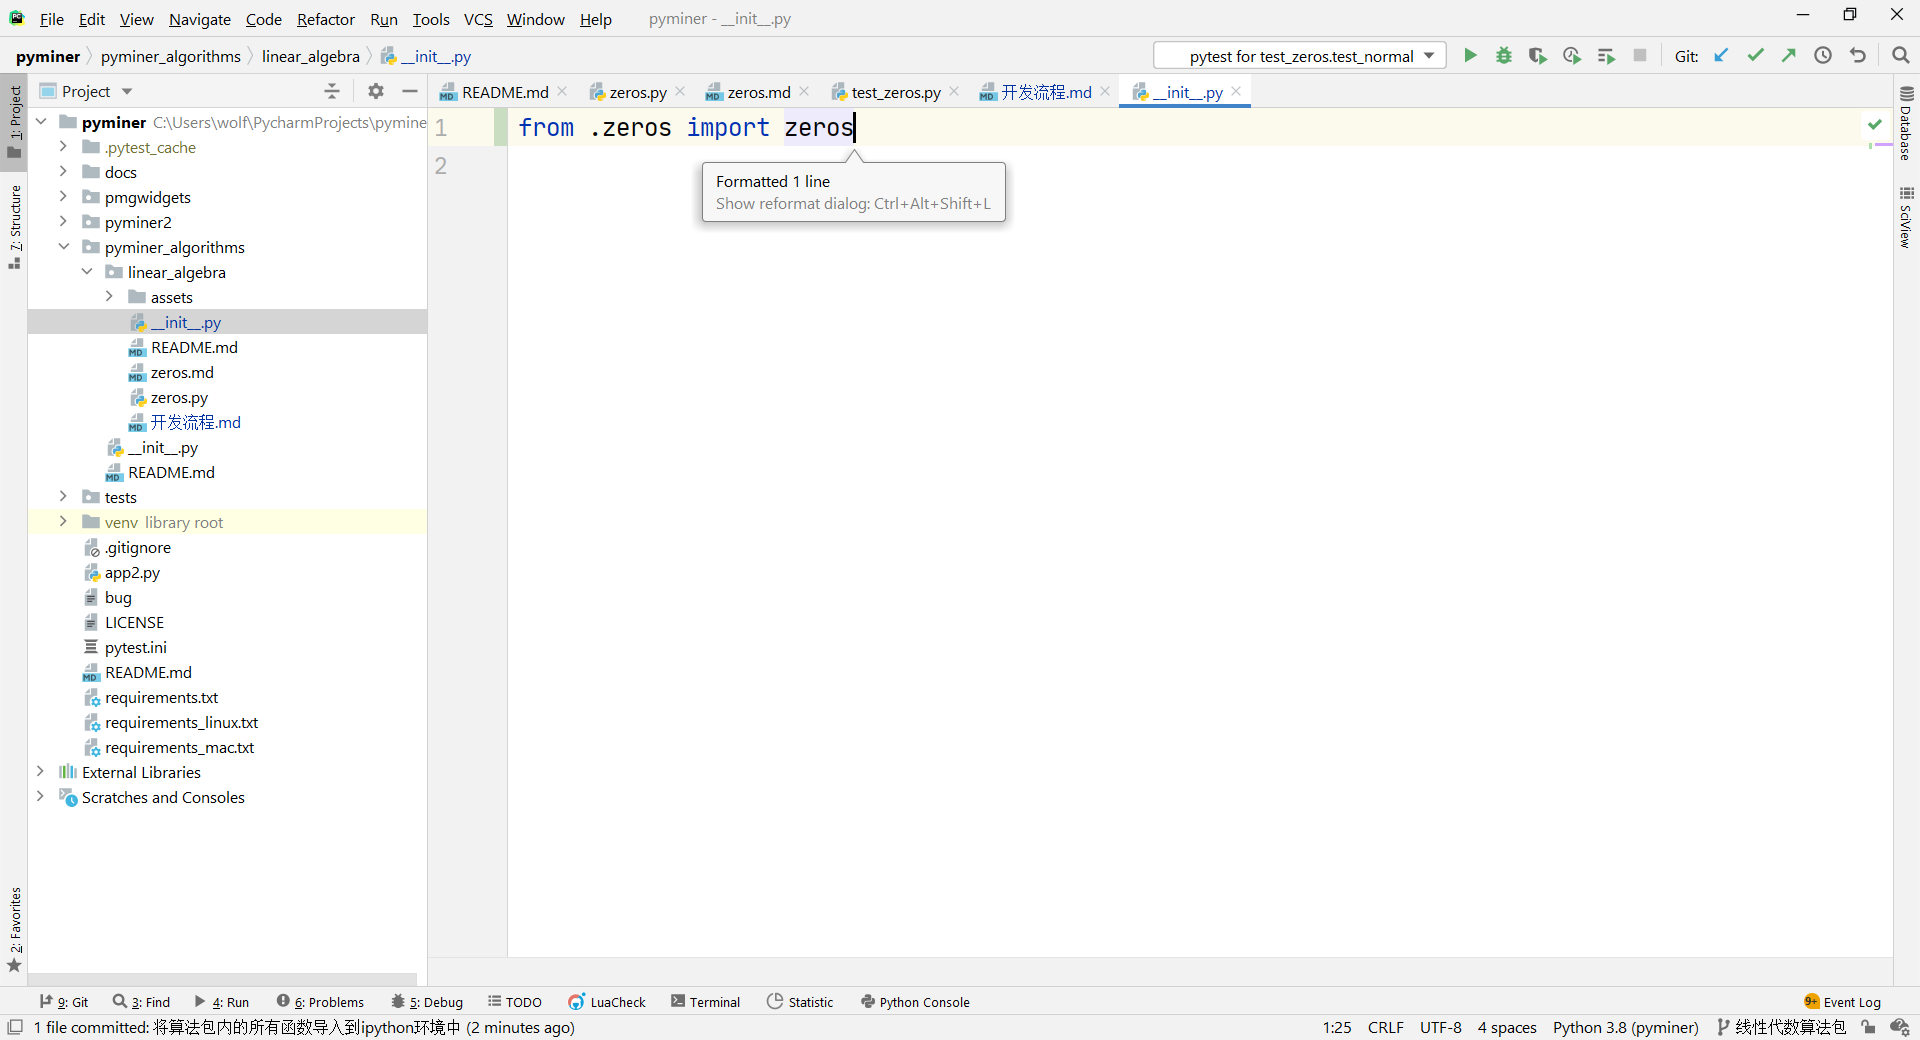 File Edit View Navigate Code Refactor Run Tools VCS Window Help pyminer - __init__.py
pyminer pyminer_algorithms linear_algebra __init__.py pytest for test_zeros.test_normal Git:
Project
README.md zeros.py zeros.md test_zeros.py 开发流程.md __init__.py
1: Project
7: Structure
2: Favorites
pyminer C:\Users\wolf\PycharmProjects\pymine
.pytest_cache
docs
pmgwidgets
pyminer2
pyminer_algorithms
linear_algebra
assets
__init__.py
README.md
zeros.md
zeros.py
开发流程.md
__init__.py
README.md
tests
venv library root
.gitignore
app2.py
bug
LICENSE
pytest.ini
README.md
requirements.txt
requirements_linux.txt
requirements_mac.txt
External Libraries
Scratches and Consoles
1 from .zeros import zeros
2
Formatted 1 line
Show reformat dialog: Ctrl+Alt+Shift+L
Database
SciView
9: Git 3: Find 4: Run 6: Problems 5: Debug TODO LuaCheck Terminal Statistic Python Console 9+ Event Log
1 file committed: 将算法包内的所有函数导入到ipython环境中 (2 minutes ago) 1:25 CRLF UTF-8 4 spaces Python 3.8 (pyminer) 线性代数算法包